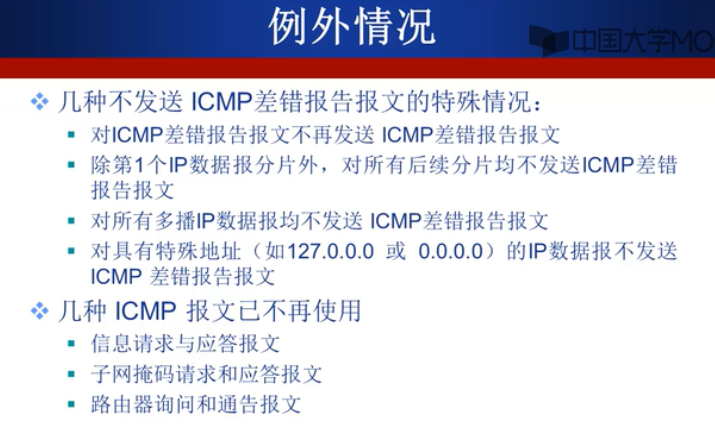 例外情况
中国大学MO
几种不发送 ICMP差错报告报文的特殊情况：
对ICMP差错报告报文不再发送 ICMP差错报告报文
除第1个IP数据报分片外，对所有后续分片均不发送ICMP差错
报告报文
对所有多播IP数据报均不发送 ICMP差错报告报文
对具有特殊地址（如127.0.0.0 或 0.0.0.0）的IP数据报不发送
ICMP 差错报告报文
几种 ICMP 报文已不再使用
信息请求与应答报文
子网掩码请求和应答报文
路由器询问和通告报文